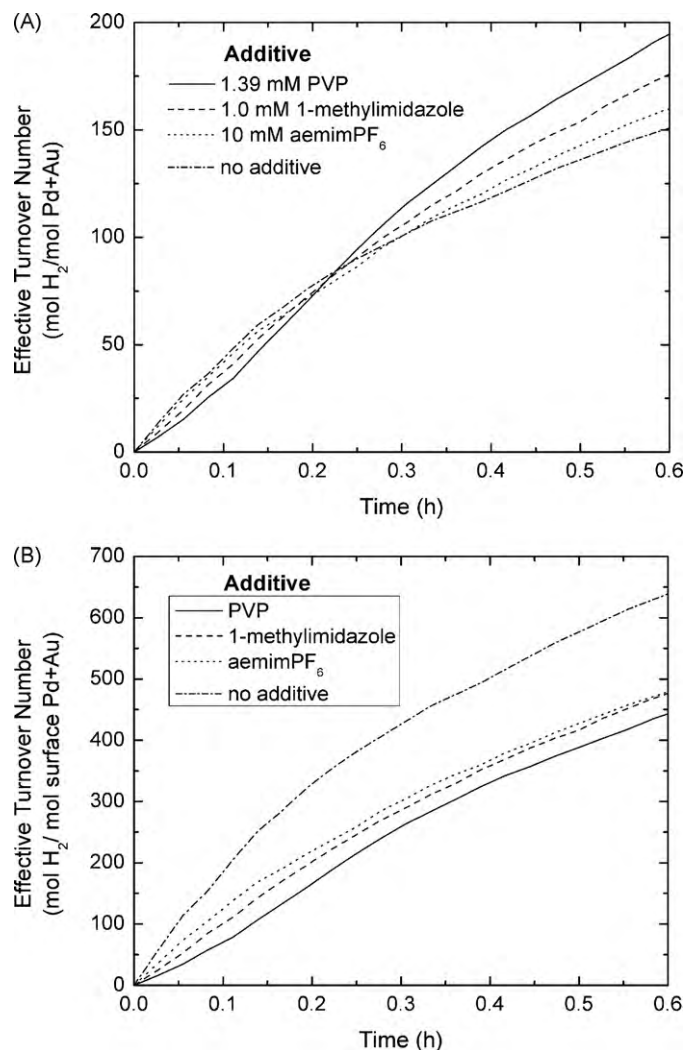 (A)
200
150
100
50
0
Effective Turnover Number
(mol H₂/mol Pd+Au)
Additive
1.39 mM PVP
1.0 mM 1-methylimidazole
10 mM aemimPF₆
no additive
0.0 0.1 0.2 0.3 0.4 0.5 0.6
Time (h)
(B)
700
600
500
400
300
200
100
0
Effective Turnover Number
(mol H₂/ mol surface Pd+Au)
Additive
PVP
1-methylimidazole
aemimPF₆
no additive
0.0 0.1 0.2 0.3 0.4 0.5 0.6
Time (h)